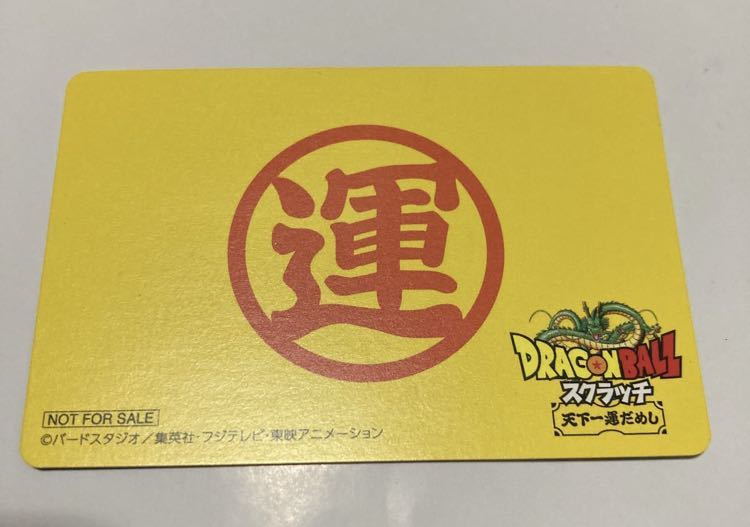 運
DRAGONBALL
スクラッチ
天下一運だめし
NOT FOR SALE
©バードスタジオ／集英社・フジテレビ・東映アニメーション